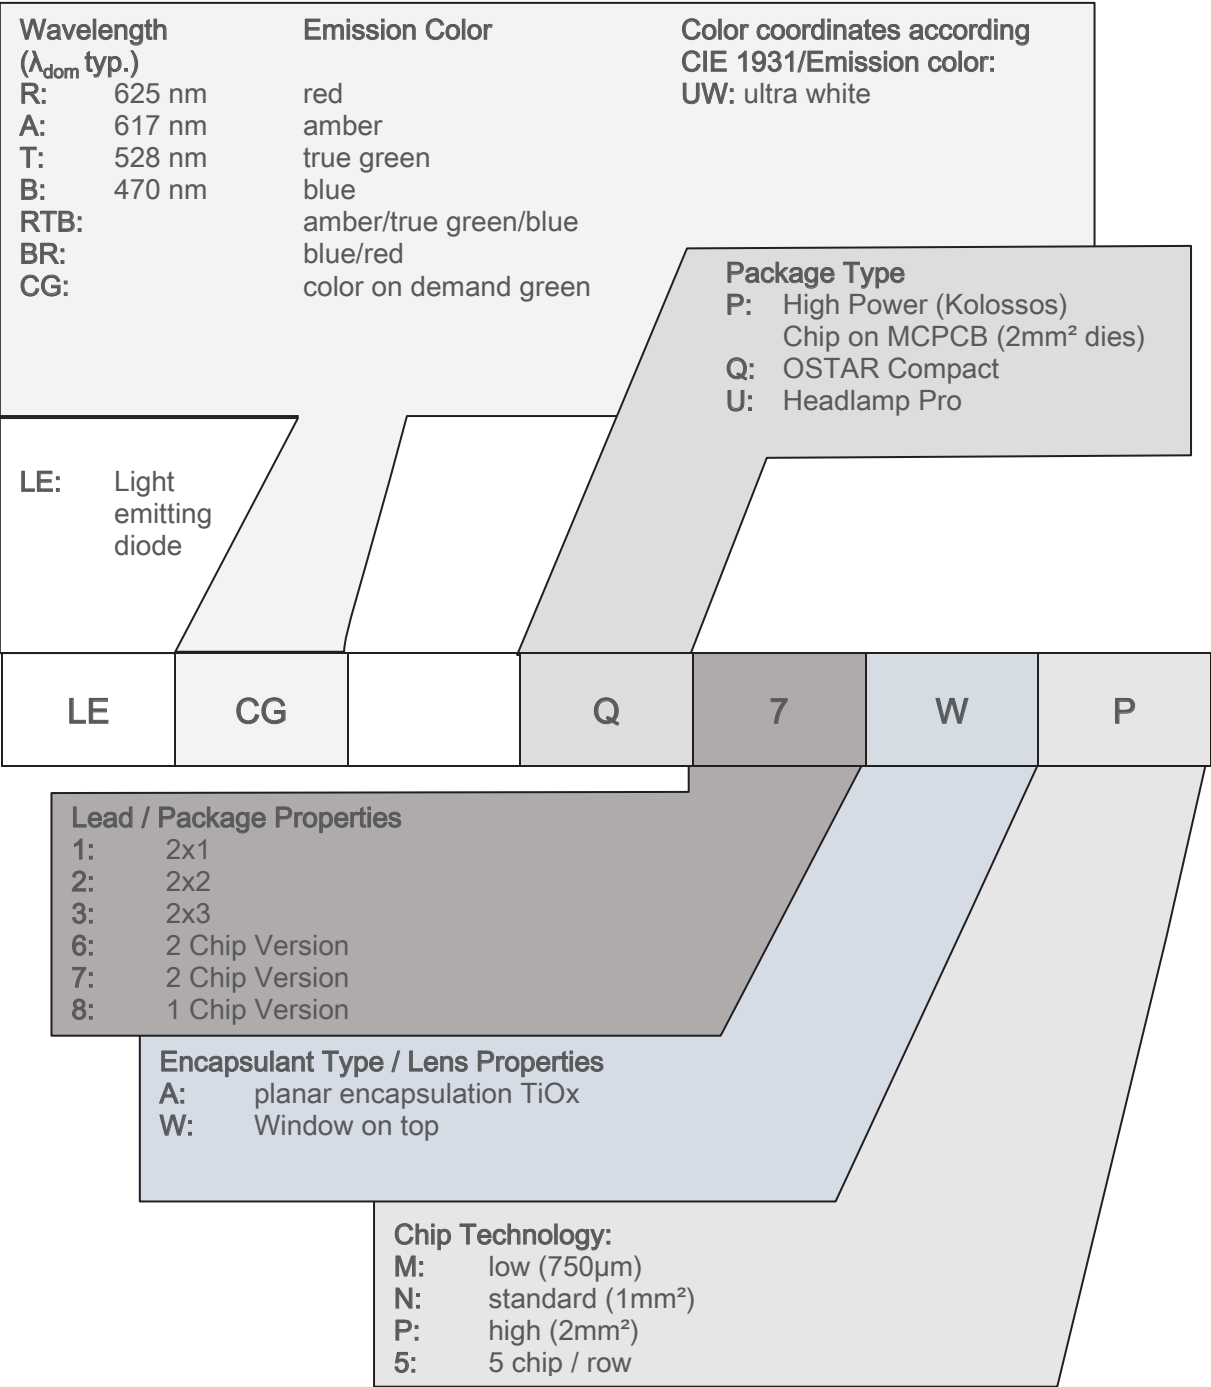 Wavelength Emission Color Color coordinates according
(λdom typ.) CIE 1931/Emission color:
R: 625 nm red UW: ultra white
A: 617 nm amber
T: 528 nm true green
B: 470 nm blue
RTB: amber/true green/blue
BR: blue/red
CG: color on demand green
Package Type
P: High Power (Kolossos)
Chip on MCPCB (2mm² dies)
Q: OSTAR Compact
U: Headlamp Pro
LE: Light
emitting
diode
LE CG Q 7 W P
Lead / Package Properties
1: 2x1
2: 2x2
3: 2x3
6: 2 Chip Version
7: 2 Chip Version
8: 1 Chip Version
Encapsulant Type / Lens Properties
A: planar encapsulation TiOx
W: Window on top
Chip Technology:
M: low (750µm)
N: standard (1mm²)
P: high (2mm²)
5: 5 chip / row